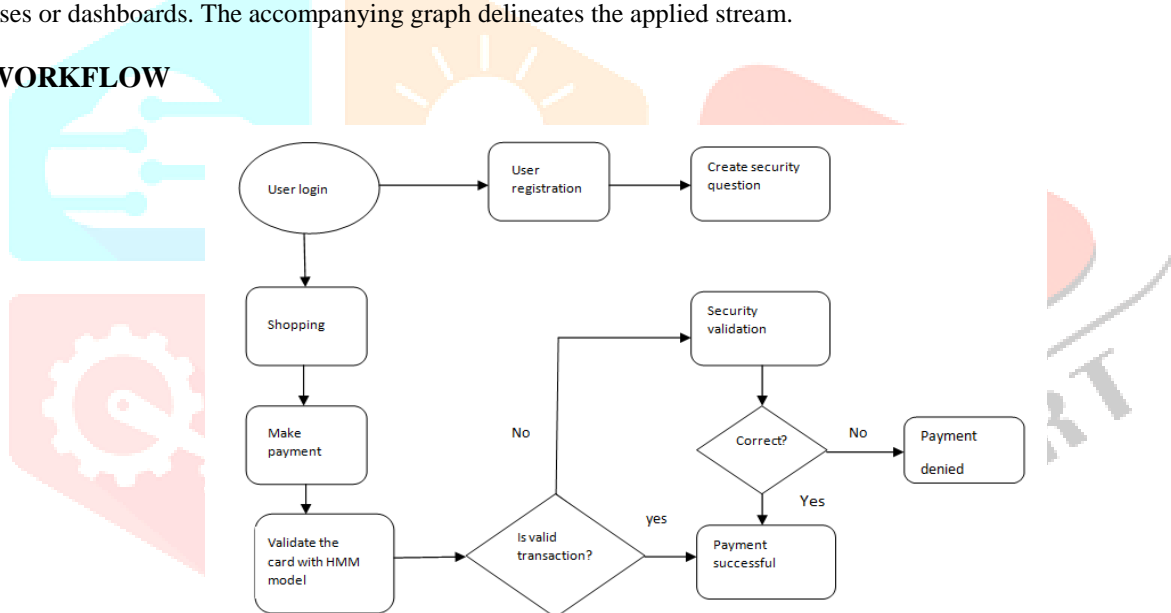 ses or dashboards. The accompanying graph delineates the applied stream.
WORKFLOW
User login
User
registration
Create security
question
Shopping
Security
validation
Make
payment
No
Correct?
No
Payment
denied
Yes
Validate the
card with HMM
model
Is valid
transaction?
yes
Payment
successful
RT